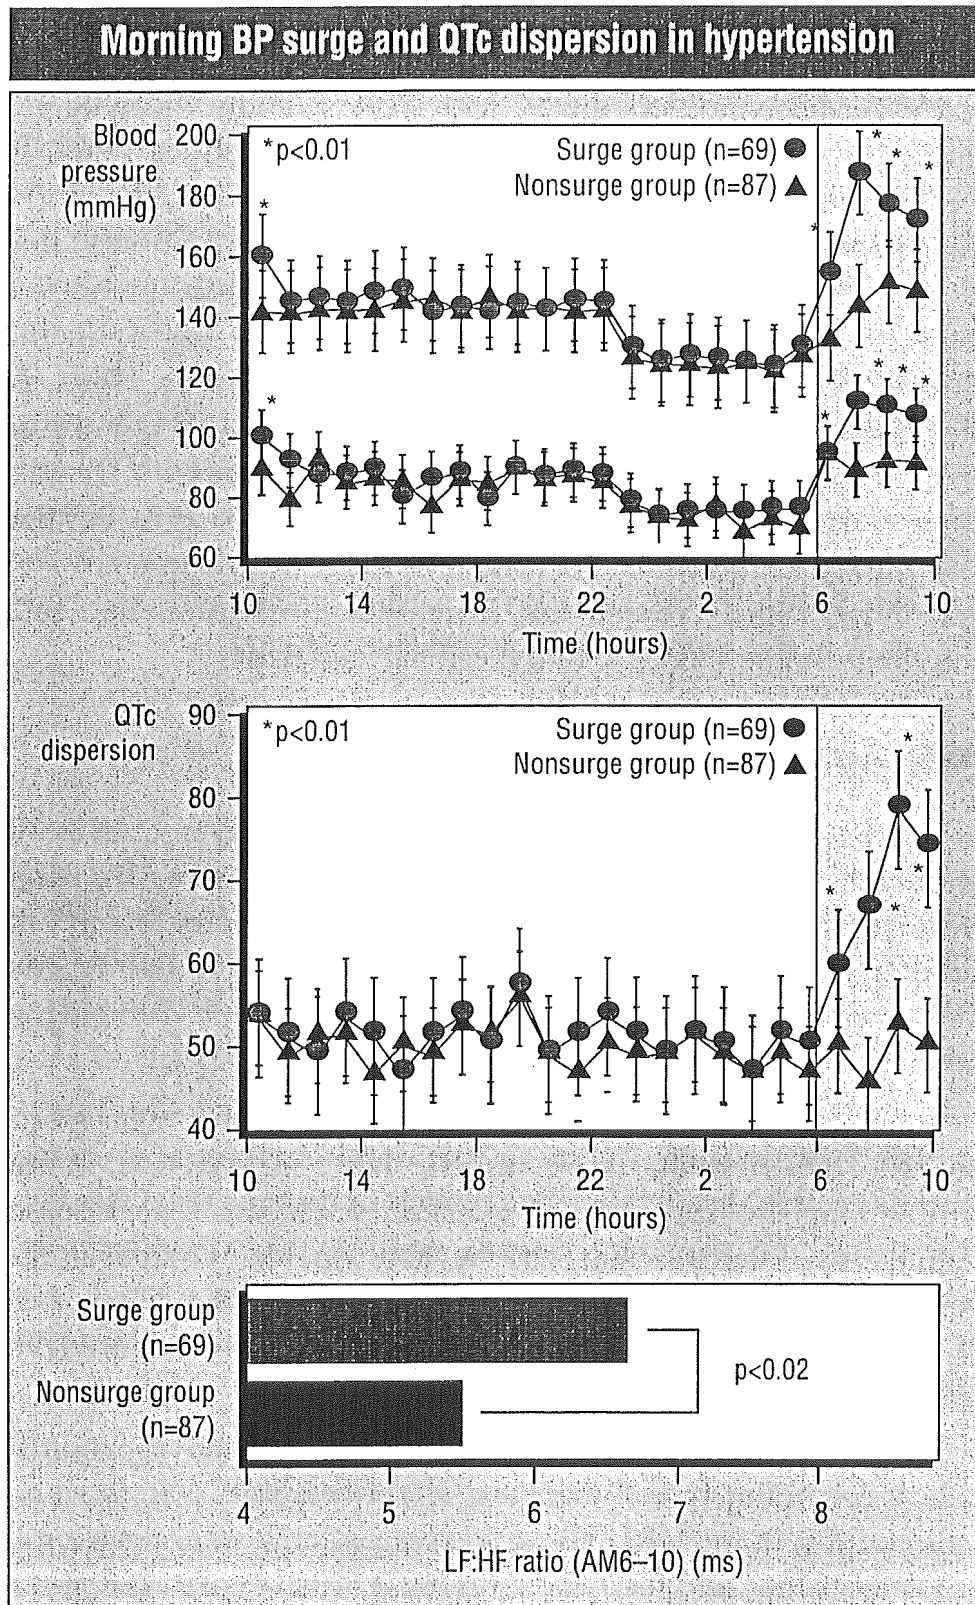 Morning BP surge and QTc dispersion in hypertension
Blood
pressure
(mmHg)
200
180
160
140
120
100
80
60
*p<0.01
Surge group (n=69)
Nonsurge group (n=87)
*
*
*
*
*
*
*
*
*
*
10 14 18 22 2 6 10
Time (hours)
QTc
dispersion
90
80
70
60
50
40
*p<0.01
Surge group (n=69)
Nonsurge group (n=87)
*
*
*
*
10 14 18 22 2 6 10
Time (hours)
Surge group
(n=69)
Nonsurge group
(n=87)
p<0.02
4 5 6 7 8
LF:HF ratio (AM6–10) (ms)